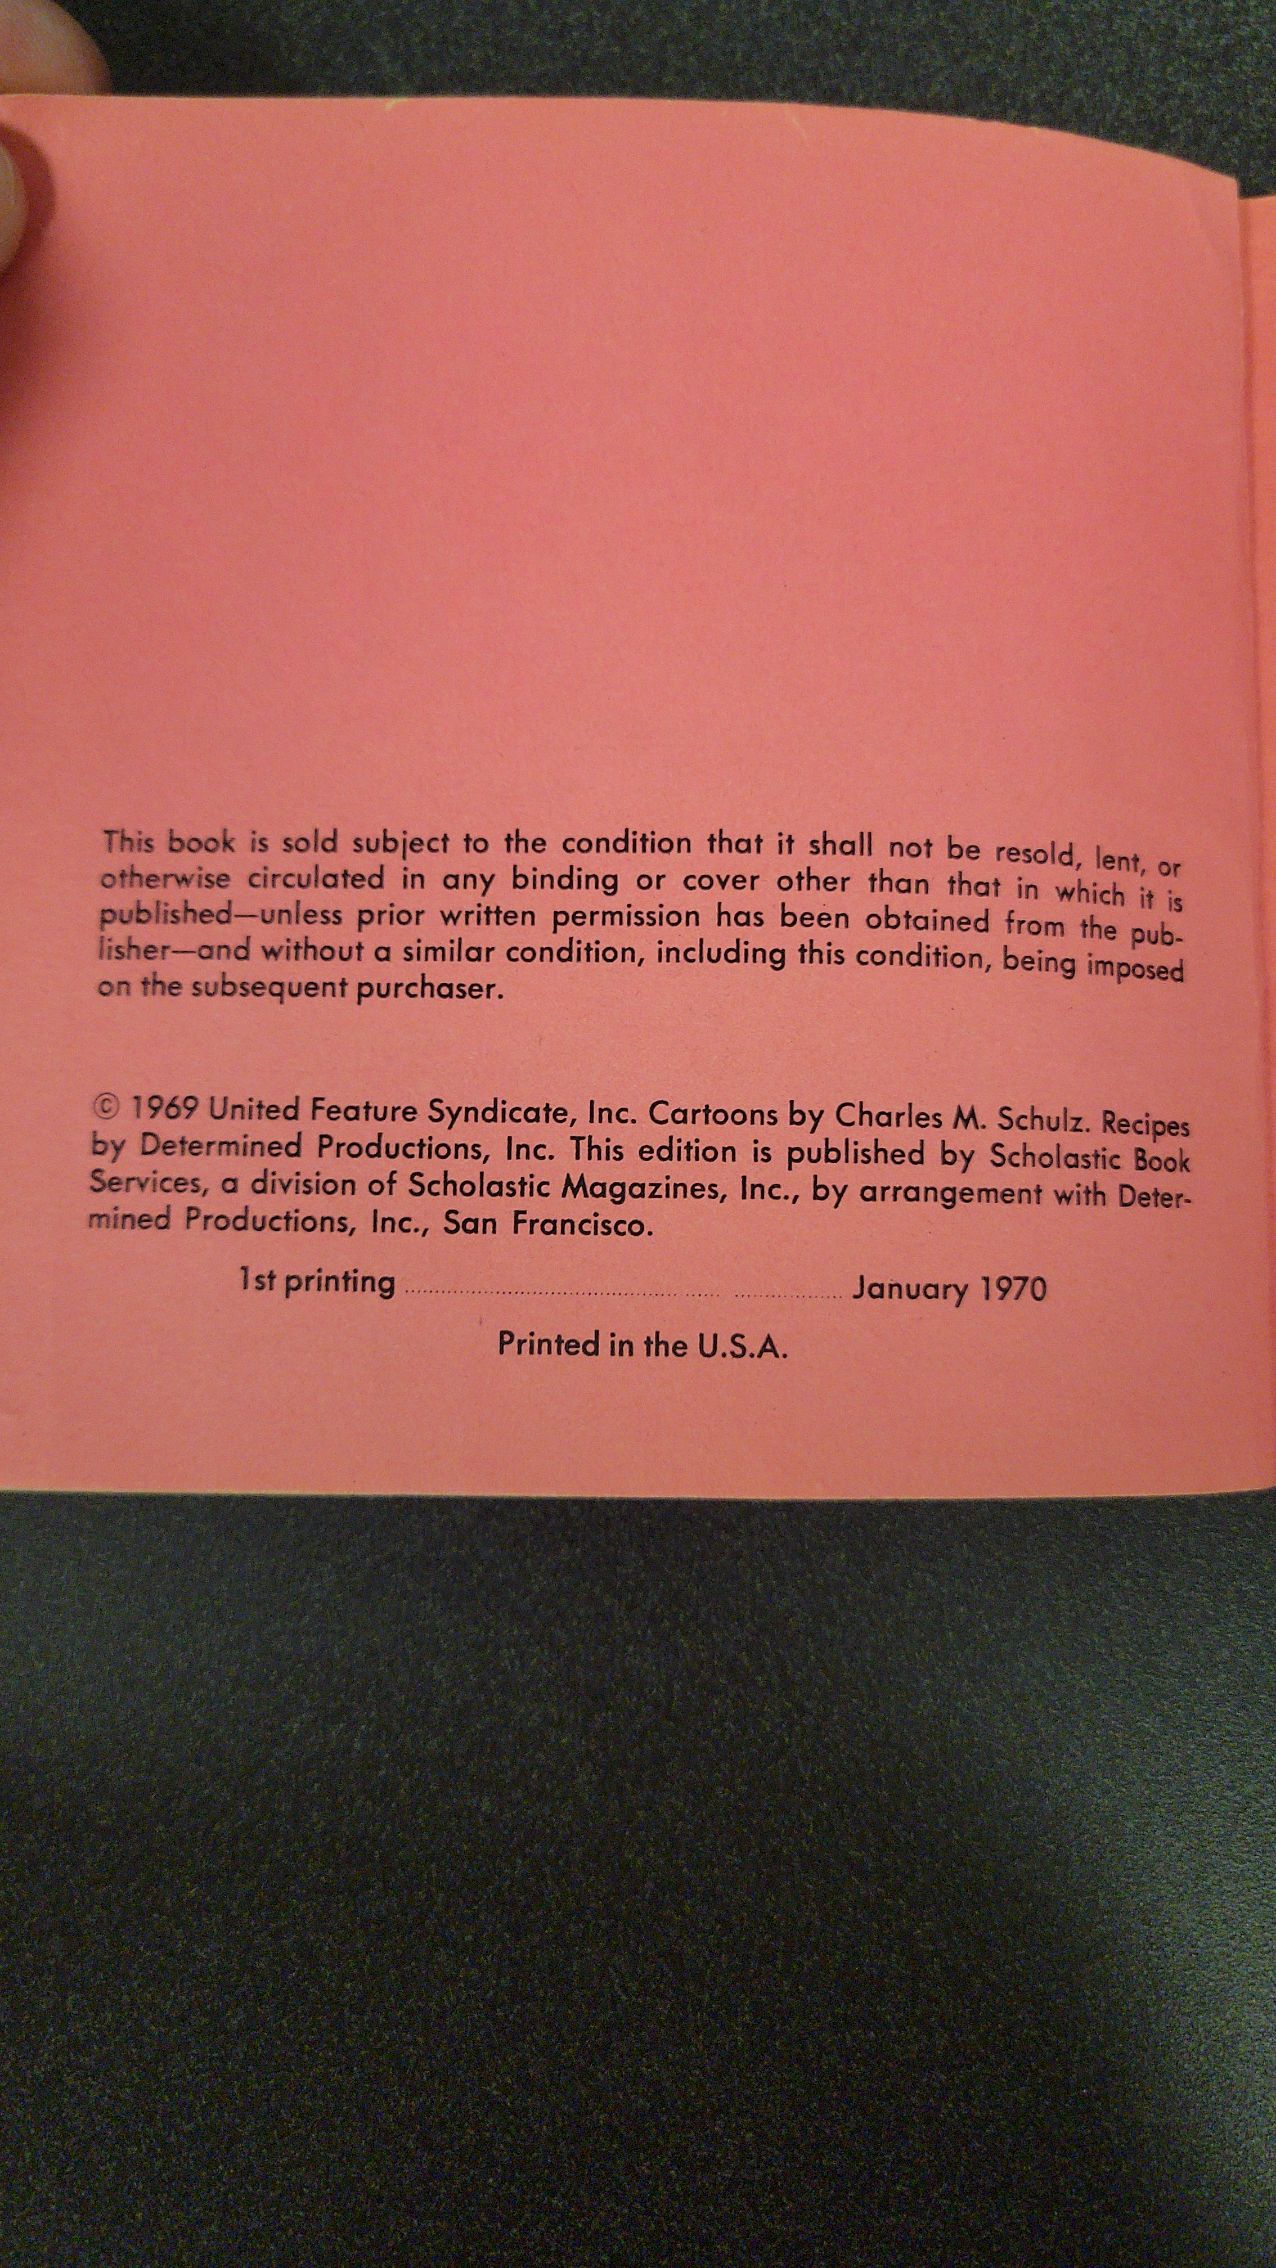 This book is sold subject to the condition that it shall not be resold, lent, or
otherwise circulated in any binding or cover other than that in which it is
published—unless prior written permission has been obtained from the pub-
lisher—and without a similar condition, including this condition, being imposed
on the subsequent purchaser.
© 1969 United Feature Syndicate, Inc. Cartoons by Charles M. Schulz. Recipes
by Determined Productions, Inc. This edition is published by Scholastic Book
Services, a division of Scholastic Magazines, Inc., by arrangement with Deter-
mined Productions, Inc., San Francisco.
1st printing ........................................ January 1970
Printed in the U.S.A.